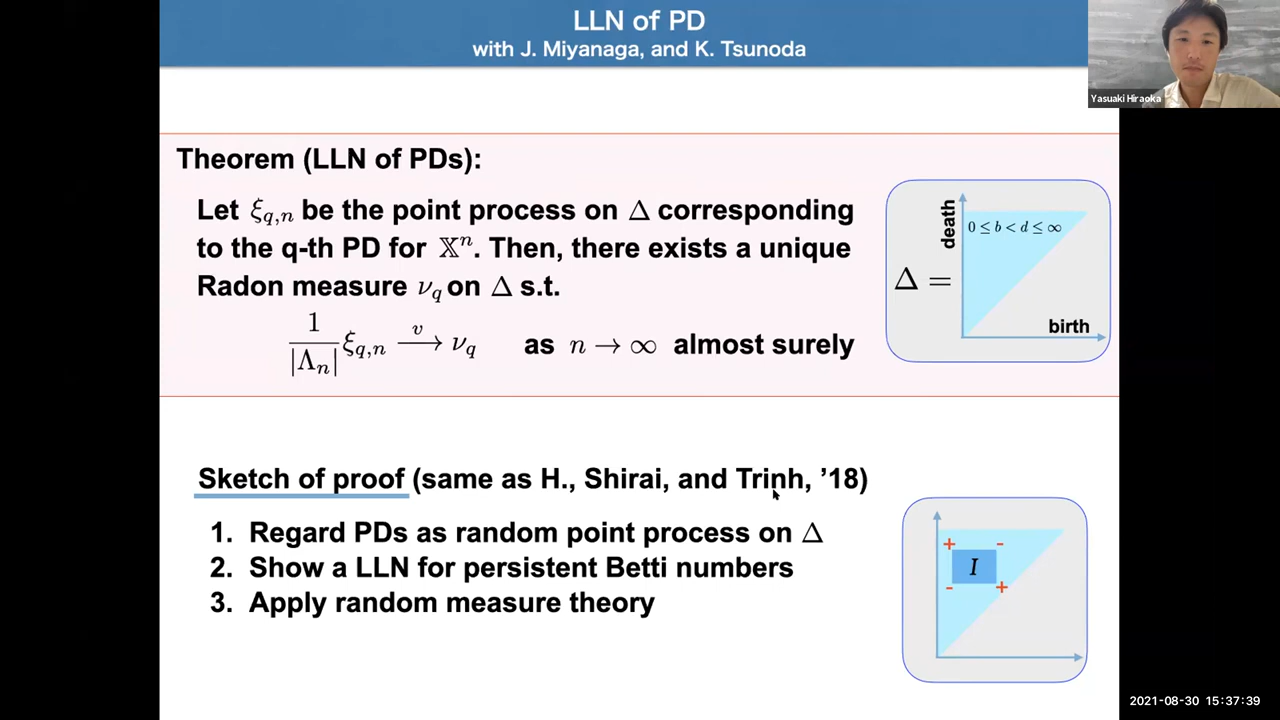 LLN of PD
with J. Miyanaga, and K. Tsunoda
Yasuaki Hiraoka
Theorem (LLN of PDs):
Let ξ_{q,n} be the point process on Δ corresponding
to the q-th PD for 𝕏^n. Then, there exists a unique
Radon measure ν_q on Δ s.t.
1/|Λ_n| ξ_{q,n} →^v ν_q as n → ∞ almost surely
death
0 ≤ b < d ≤ ∞
Δ =
birth
Sketch of proof (same as H., Shirai, and Trinh, ’18)
1. Regard PDs as random point process on Δ
2. Show a LLN for persistent Betti numbers
3. Apply random measure theory
+ -
I
- +
2021-08-30 15:37:39